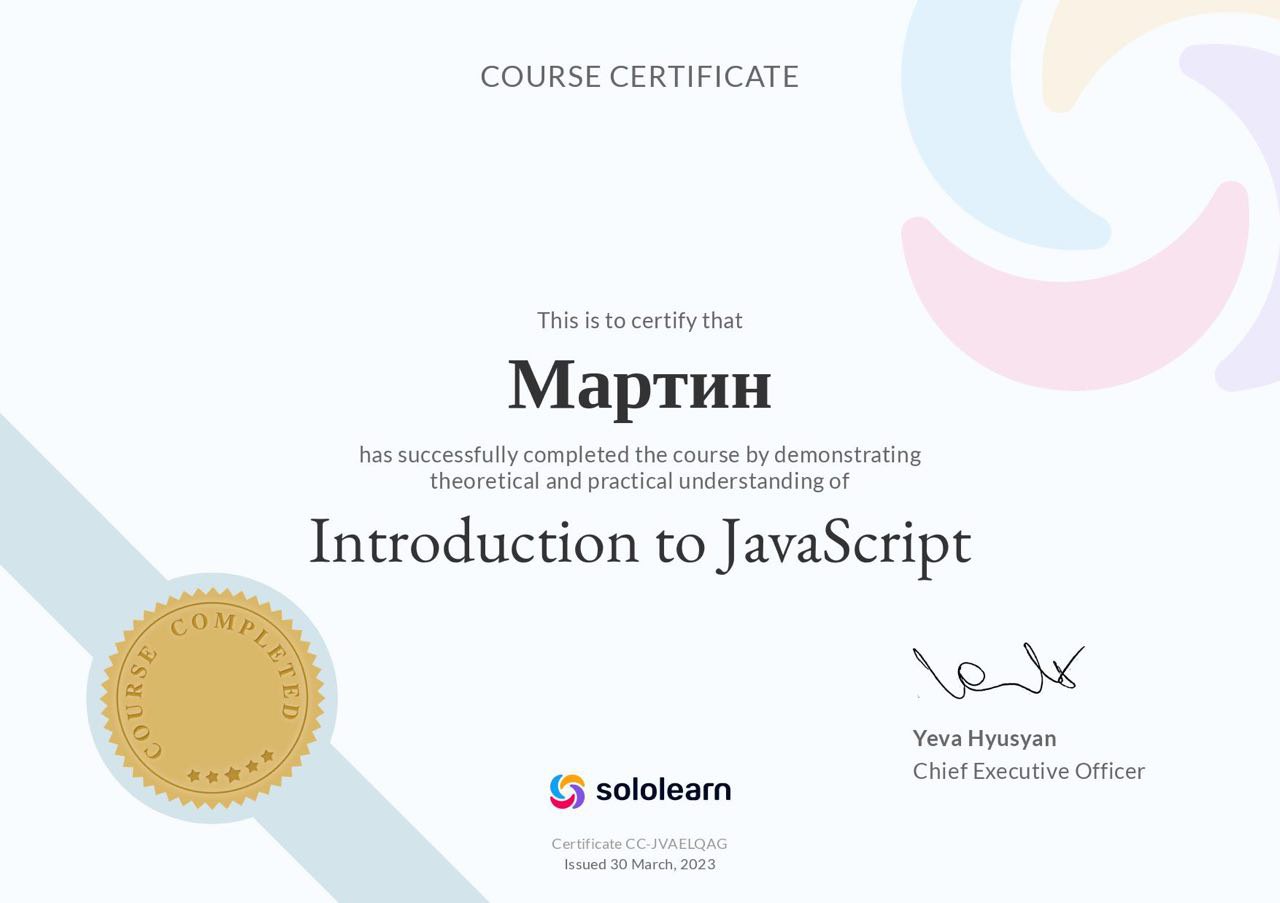 COURSE CERTIFICATE
This is to certify that
Мартин
has successfully completed the course by demonstrating
theoretical and practical understanding of
Introduction to JavaScript
COURSE COMPLETED
Yeva Hyusyan
Chief Executive Officer
sololearn
Certificate CC-JVAELQAG
Issued 30 March, 2023